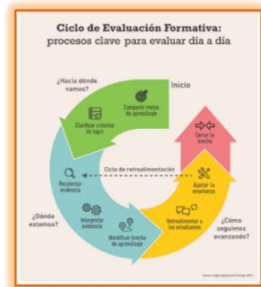 Ciclo de Evaluación Formativa:
procesos clave para evaluar día a día
¿Hacia dónde
vamos?
Inicio
Compartir metas
de aprendizaje
Clarificar criterios
de logro
Cerrar la
brecha
Ciclo de retroalimentación
Recolectar
evidencia
Ajustar la
enseñanza
Interpretar
evidencia
Retroalimentar a
los estudiantes
Identificar brecha
de aprendizaje
¿Dónde
estamos?
¿Cómo
seguimos
avanzando?